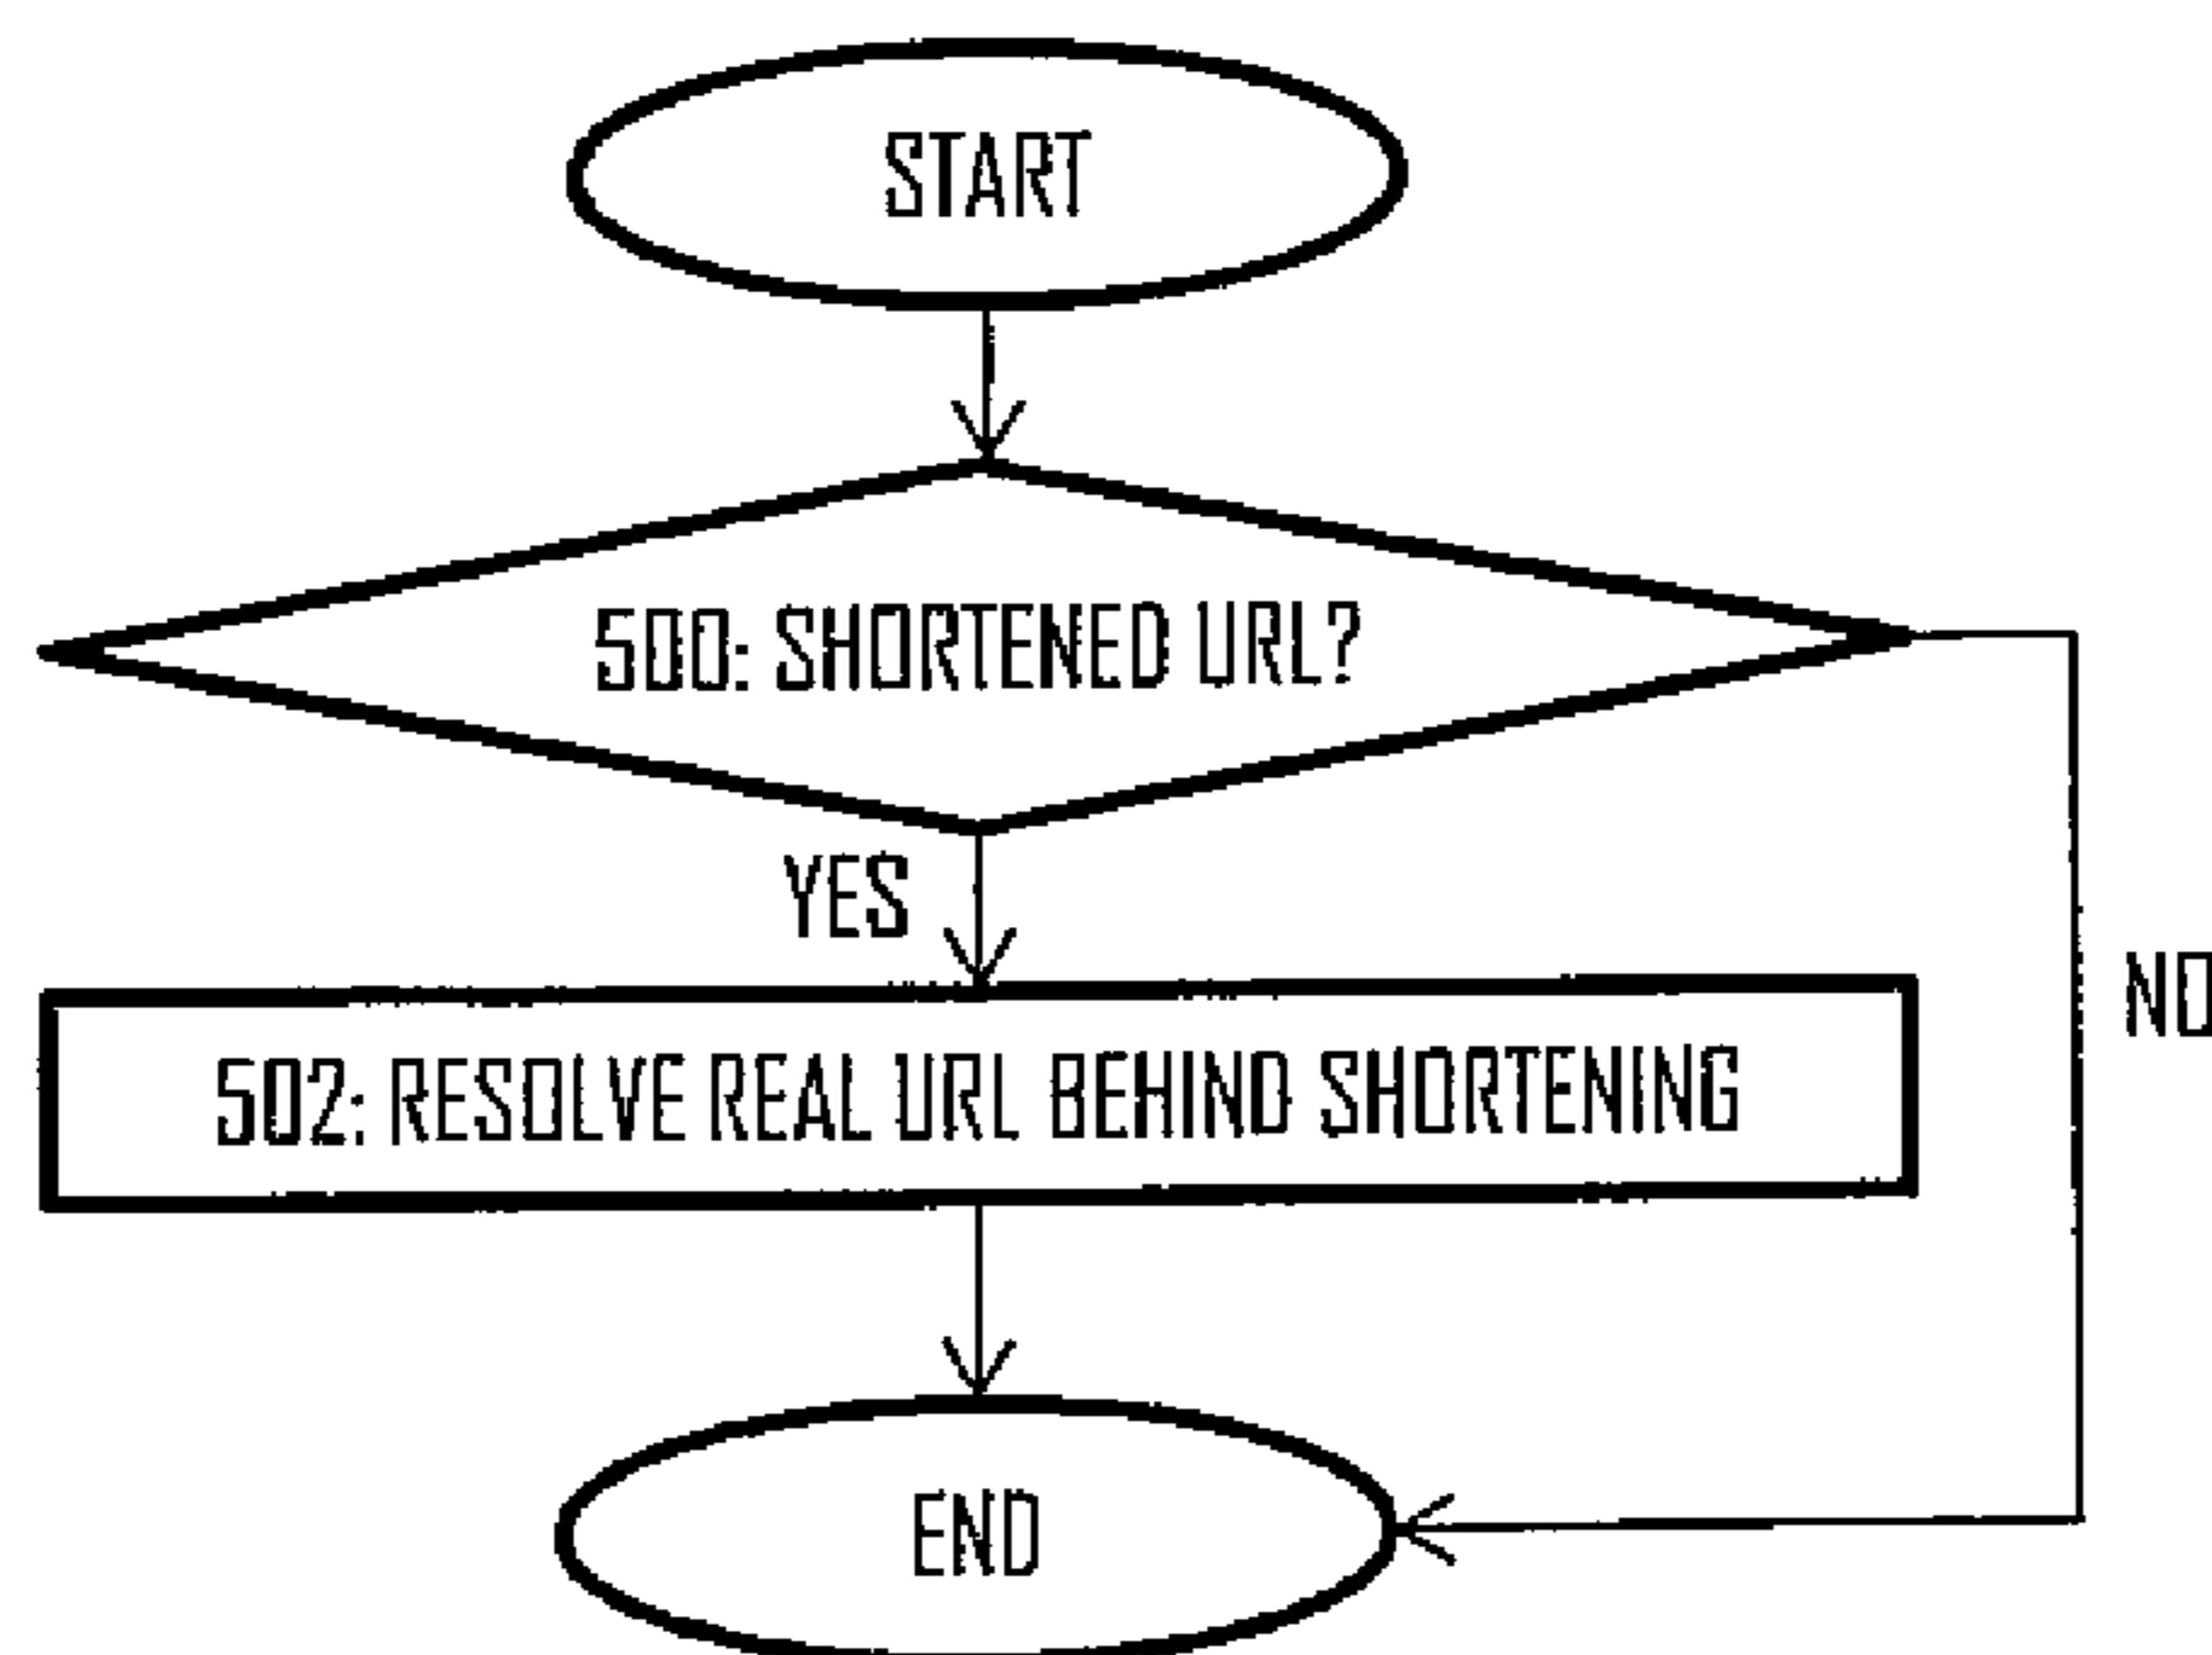 START
500: SHORTENED URL?
YES
NO
502: RESOLVE REAL URL BEHIND SHORTENING
END